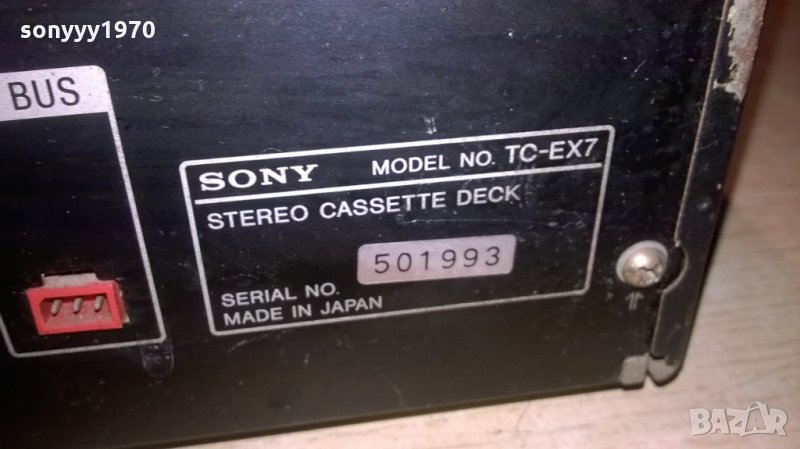 sonyyy1970
BUS
SONY MODEL NO. TC-EX7
STEREO CASSETTE DECK
501993
SERIAL NO.
MADE IN JAPAN
BAZAR